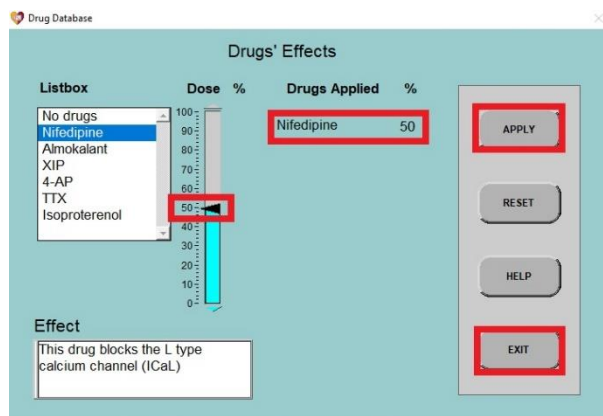 Drug Database
Drugs' Effects
Listbox
Dose %
Drugs Applied %
No drugs
Nifedipine
Almokalant
XIP
4-AP
TTX
Isoproterenol
100
90
80
70
60
50
40
30
20
10
0
Nifedipine 50
APPLY
RESET
HELP
EXIT
Effect
This drug blocks the L type
calcium channel (ICaL)